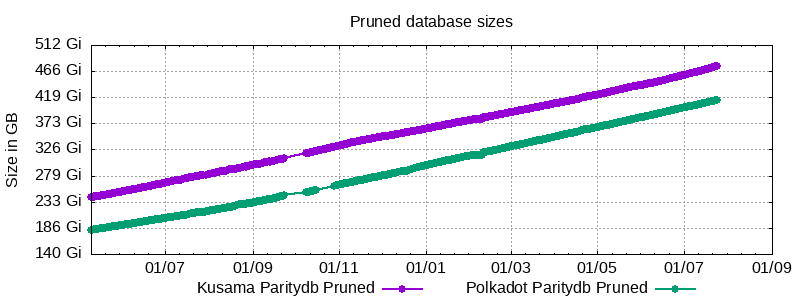 Pruned database sizes
512 Gi
466 Gi
419 Gi
373 Gi
326 Gi
279 Gi
233 Gi
186 Gi
140 Gi
Size in GB
01/07 01/09 01/11 01/01 01/03 01/05 01/07 01/09
Kusama Paritydb Pruned Polkadot Paritydb Pruned